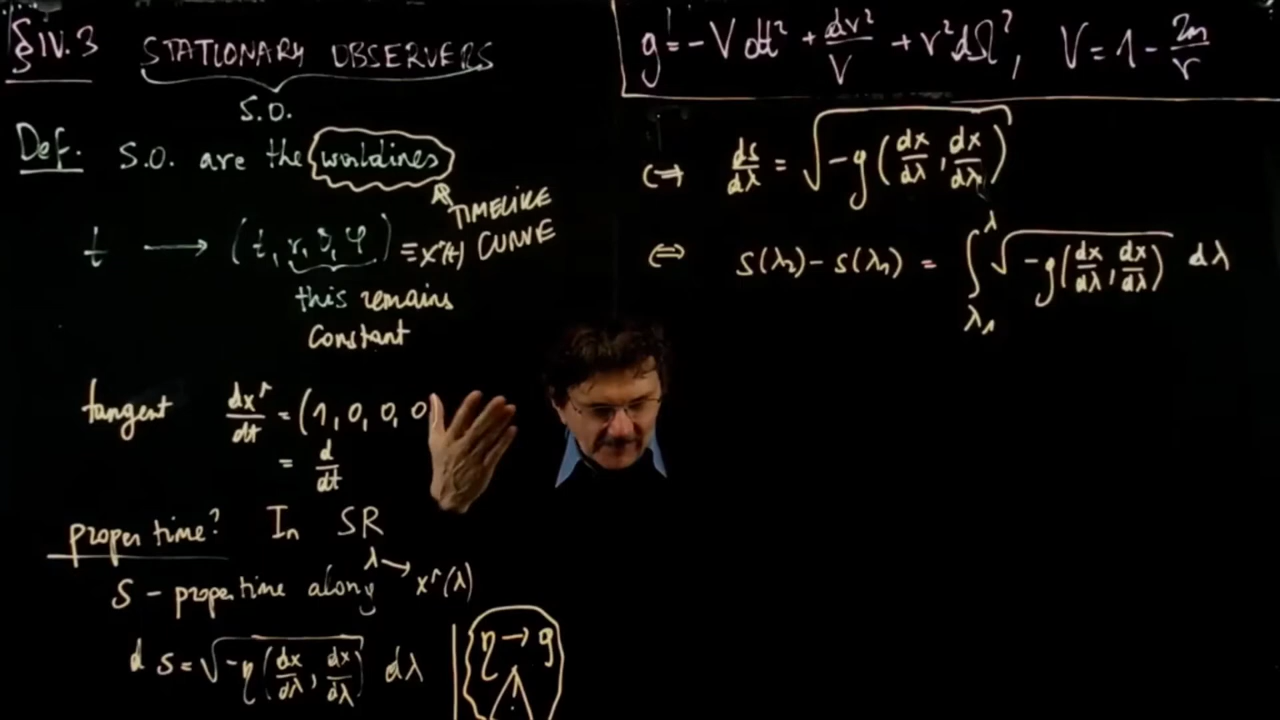 §IV.3 STATIONARY OBSERVERS
S.O.
Def. S.O. are the worldlines
TIMELIKE
CURVE
t ⟶ (t, r, θ, φ) ≡ x^μ(t)
this remains
constant
tangent dx^μ/dt = (1, 0, 0, 0
= d/dt
proper time? In SR
S – proper time along λ → x^μ(λ)
ds = √(-η(dx/dλ, dx/dλ)) dλ | η → g
g = -V dt² + dr²/V + r² dΩ², V = 1 - 2m/r
⇔ ds/dλ = √(-g(dx/dλ, dx/dλ))
⇔ s(λ₂) - s(λ₁) = ∫_{λ₁}^{λ} √(-g(dx/dλ, dx/dλ)) dλ